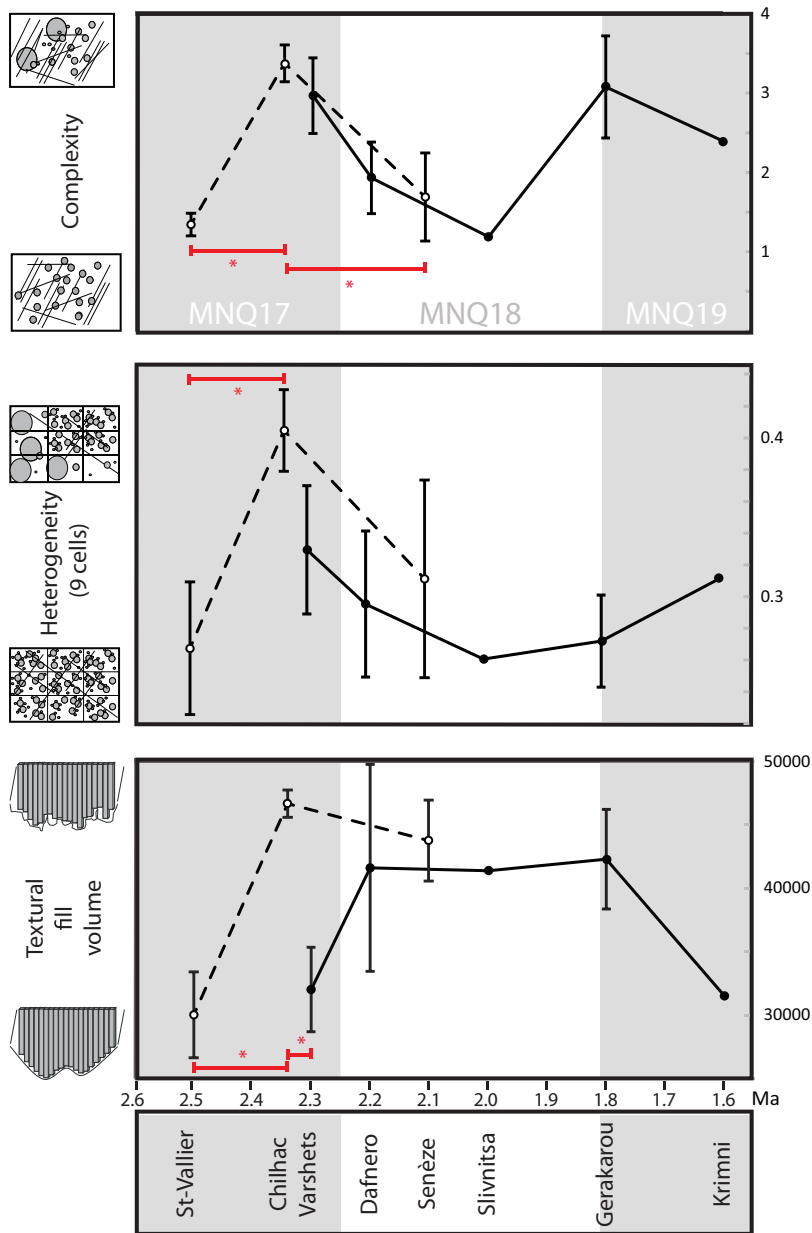 Complexity
4
3
2
1
MNQ17
MNQ18
MNQ19
*
*
Heterogeneity
(9 cells)
0.4
0.3
*
Textural
fill
volume
50000
40000
30000
*
*
2.6 2.5 2.4 2.3 2.2 2.1 2.0 1.9 1.8 1.7 1.6 Ma
St-Vallier
Chilhac
Varshets
Dafnero
Senèze
Slivnitsa
Gerakarou
Krimni